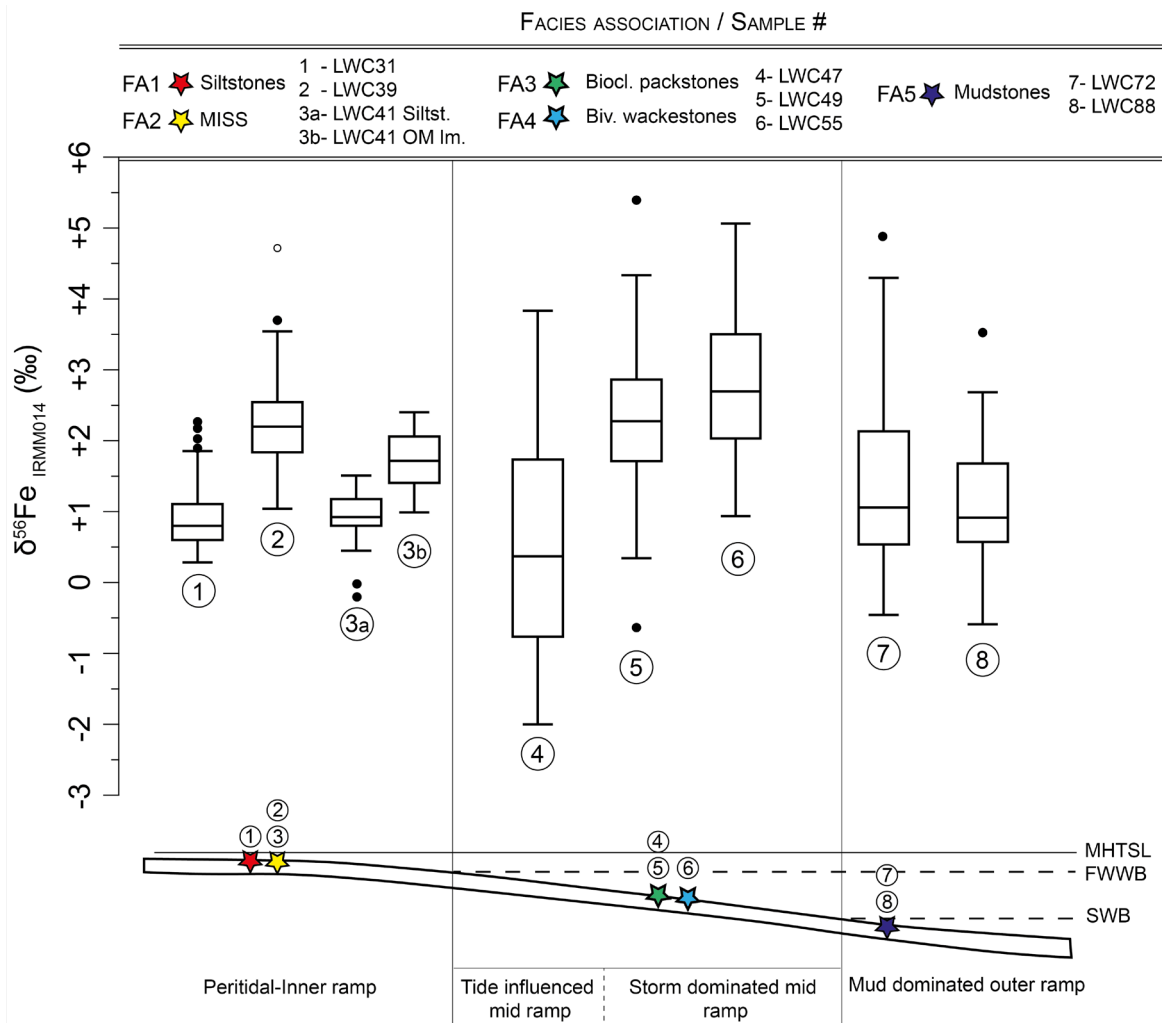 FACIES ASSOCIATION / SAMPLE #
FA1 Siltstones
FA2 MISS
1 - LWC31
2 - LWC39
3a- LWC41 Siltst.
3b- LWC41 OM lm.
FA3 Biocl. packstones
FA4 Biv. wackestones
4- LWC47
5- LWC49
6- LWC55
FA5 Mudstones
7- LWC72
8- LWC88
δ56Fe IRMM014 (‰)
+6
+5
+4
+3
+2
+1
0
-1
-2
-3
1
2
3a
3b
4
5
6
7
8
2
1 3
4
5 6
7
8
MHTSL
FWWB
SWB
Peritidal-Inner ramp
Tide influenced
mid ramp
Storm dominated mid
ramp
Mud dominated outer ramp